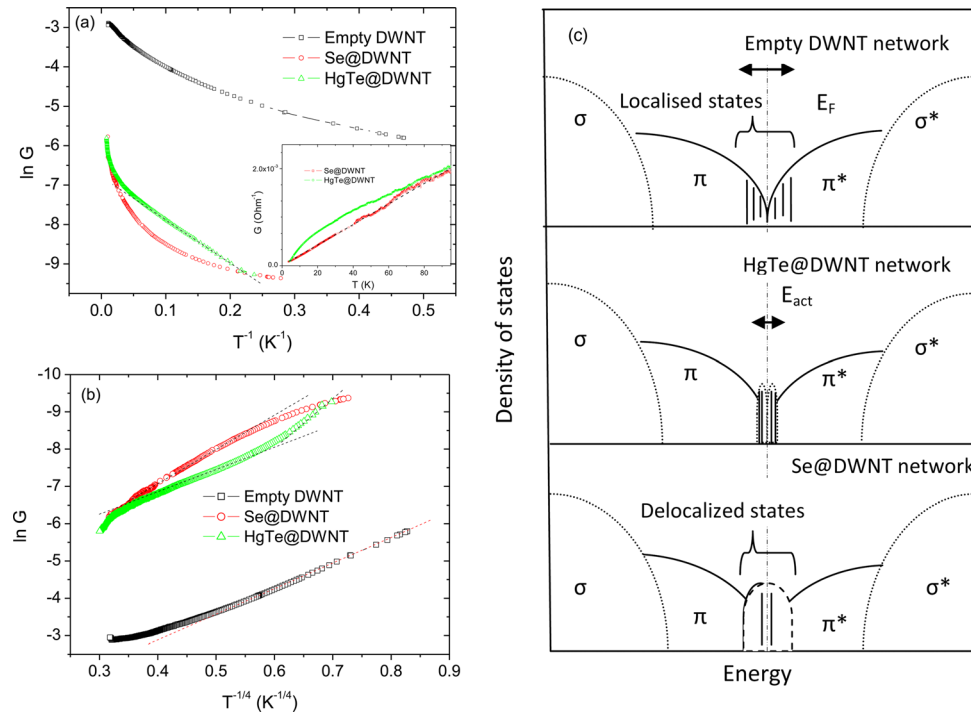 (a)
Empty DWNT
Se@DWNT
HgTe@DWNT
-3
-4
-5
-6
-7
-8
-9
ln G
0.0 0.1 0.2 0.3 0.4 0.5
T⁻¹ (K⁻¹)
2.0x10⁻³
Se@DWNT
HgTe@DWNT
G (Ohm⁻¹)
0.0
0 20 40 60 80
T (K)
(b)
-10
-9
-8
-7
-6
-5
-4
-3
ln G
Empty DWNT
Se@DWNT
HgTe@DWNT
0.3 0.4 0.5 0.6 0.7 0.8 0.9
T⁻¹/⁴ (K⁻¹/⁴)
(c)
Empty DWNT network
Localised states
E_F
σ
σ*
π
π*
HgTe@DWNT network
E_act
σ
σ*
π
π*
Density of states
Se@DWNT network
Delocalized states
σ
σ*
π
π*
Energy